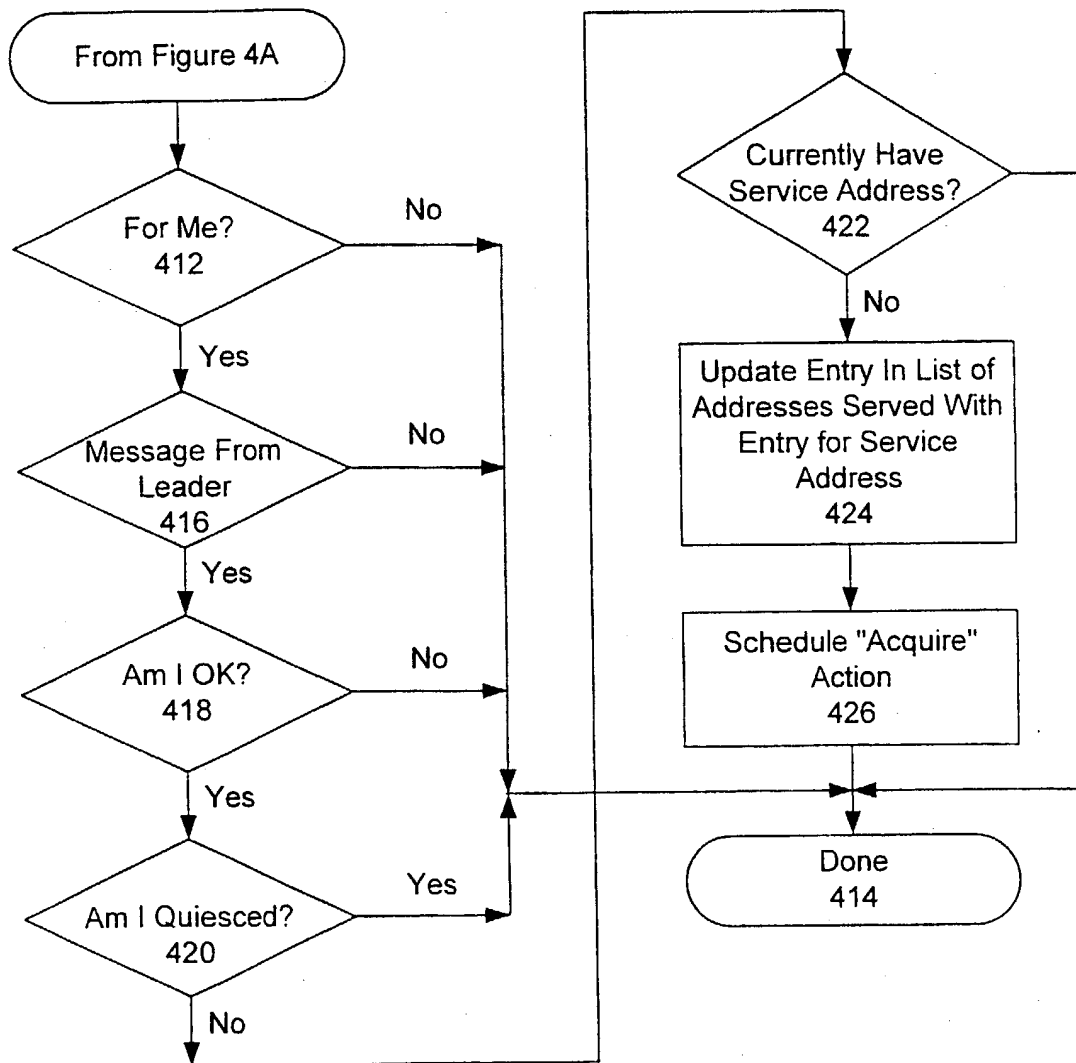 From Figure 4A
For Me?
412
No
Yes
Message From
Leader
416
No
Yes
Am I OK?
418
No
Yes
Am I Quiesced?
420
Yes
No
Currently Have
Service Address?
422
No
Update Entry In List of
Addresses Served With
Entry for Service
Address
424
Schedule "Acquire"
Action
426
Done
414